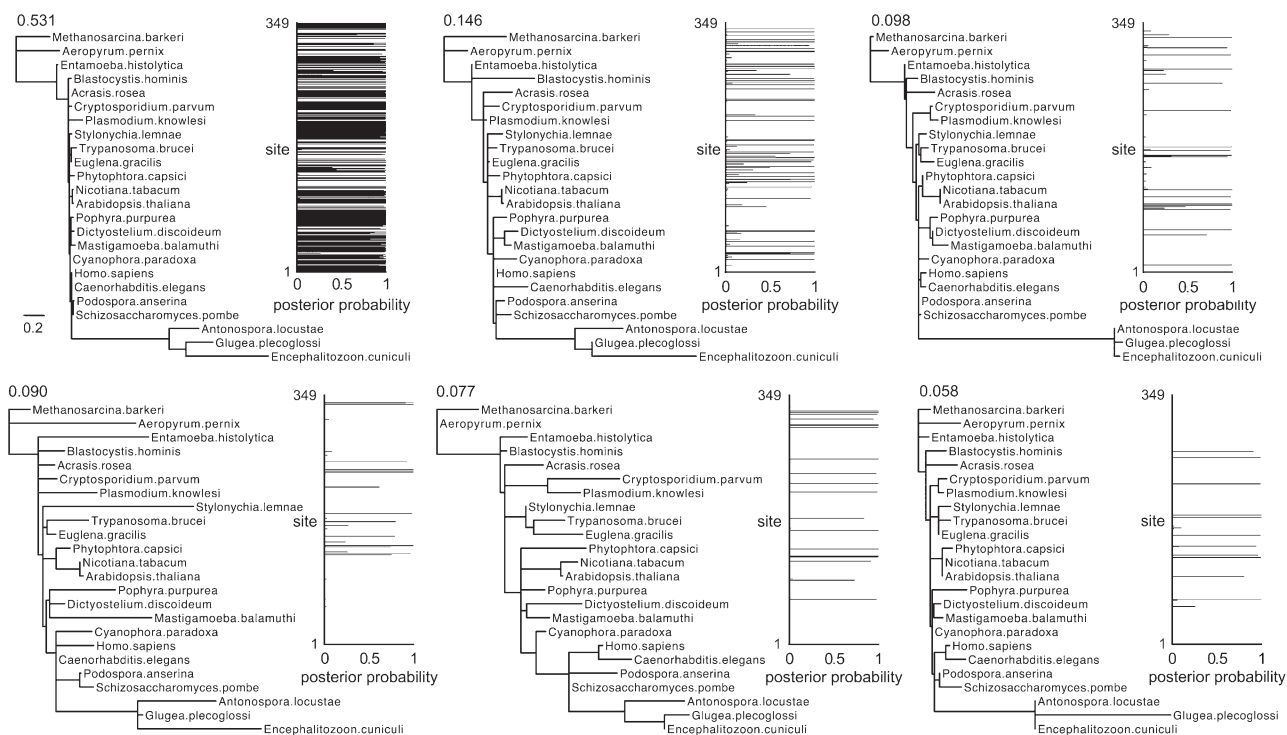 0.531
349
Methanosarcina.barkeri
Aeropyrum.pernix
Entamoeba.histolytica
Blastocystis.hominis
Acrasis.rosea
Cryptosporidium.parvum
Plasmodium.knowlesi
Stylonychia.lemnae
Trypanosoma.brucei
site
Euglena.gracilis
Phytophtora.capsici
Nicotiana.tabacum
Arabidopsis.thaliana
Pophyra.purpurea
Dictyostelium.discoideum
Mastigamoeba.balamuthi
Cyanophora.paradoxa
Homo.sapiens
1
Caenorhabditis.elegans
0 0.5 1
Podospora.anserina
posterior probability
Schizosaccharomyces.pombe
0.2
Antonospora.locustae
Glugea.plecoglossi
Encephalitozoon.cuniculi
0.146
349
Methanosarcina.barkeri
Aeropyrum.pernix
Entamoeba.histolytica
Blastocystis.hominis
Acrasis.rosea
Cryptosporidium.parvum
Plasmodium.knowlesi
Stylonychia.lemnae
Trypanosoma.brucei
site
Euglena.gracilis
Phytophtora.capsici
Nicotiana.tabacum
Arabidopsis.thaliana
Pophyra.purpurea
Dictyostelium.discoideum
Mastigamoeba.balamuthi
Cyanophora.paradoxa
Homo.sapiens
1
Caenorhabditis.elegans
0 0.5 1
Podospora.anserina
posterior probability
Schizosaccharomyces.pombe
Antonospora.locustae
Glugea.plecoglossi
Encephalitozoon.cuniculi
0.098
349
Methanosarcina.barkeri
Aeropyrum.pernix
Entamoeba.histolytica
Blastocystis.hominis
Acrasis.rosea
Cryptosporidium.parvum
Plasmodium.knowlesi
Stylonychia.lemnae
Trypanosoma.brucei
site
Euglena.gracilis
Phytophtora.capsici
Nicotiana.tabacum
Arabidopsis.thaliana
Pophyra.purpurea
Dictyostelium.discoideum
Mastigamoeba.balamuthi
Cyanophora.paradoxa
Homo.sapiens
1
Caenorhabditis.elegans
0 0.5 1
Podospora.anserina
posterior probability
Schizosaccharomyces.pombe
Antonospora.locustae
Glugea.plecoglossi
Encephalitozoon.cuniculi
0.090
349
Methanosarcina.barkeri
Aeropyrum.pernix
Entamoeba.histolytica
Blastocystis.hominis
Acrasis.rosea
Cryptosporidium.parvum
Plasmodium.knowlesi
Stylonychia.lemnae
Trypanosoma.brucei
site
Euglena.gracilis
Phytophtora.capsici
Nicotiana.tabacum
Arabidopsis.thaliana
Pophyra.purpurea
Dictyostelium.discoideum
Mastigamoeba.balamuthi
Cyanophora.paradoxa
Homo.sapiens
1
Caenorhabditis.elegans
0 0.5 1
Podospora.anserina
posterior probability
Schizosaccharomyces.pombe
Antonospora.locustae
Glugea.plecoglossi
Encephalitozoon.cuniculi
0.077
349
Methanosarcina.barkeri
Aeropyrum.pernix
Entamoeba.histolytica
Blastocystis.hominis
Acrasis.rosea
Cryptosporidium.parvum
Plasmodium.knowlesi
Stylonychia.lemnae
Trypanosoma.brucei
site
Euglena.gracilis
Phytophtora.capsici
Nicotiana.tabacum
Arabidopsis.thaliana
Pophyra.purpurea
Dictyostelium.discoideum
Mastigamoeba.balamuthi
Cyanophora.paradoxa
Homo.sapiens
1
Caenorhabditis.elegans
0 0.5 1
Podospora.anserina
posterior probability
Schizosaccharomyces.pombe
Antonospora.locustae
Glugea.plecoglossi
Encephalitozoon.cuniculi
0.058
349
Methanosarcina.barkeri
Aeropyrum.pernix
Entamoeba.histolytica
Blastocystis.hominis
Acrasis.rosea
Cryptosporidium.parvum
Plasmodium.knowlesi
Stylonychia.lemnae
Trypanosoma.brucei
site
Euglena.gracilis
Phytophtora.capsici
Nicotiana.tabacum
Arabidopsis.thaliana
Pophyra.purpurea
Dictyostelium.discoideum
Mastigamoeba.balamuthi
Cyanophora.paradoxa
Homo.sapiens
1
Caenorhabditis.elegans
0 0.5 1
Podospora.anserina
posterior probability
Schizosaccharomyces.pombe
Antonospora.locustae
Glugea.plecoglossi
Encephalitozoon.cuniculi